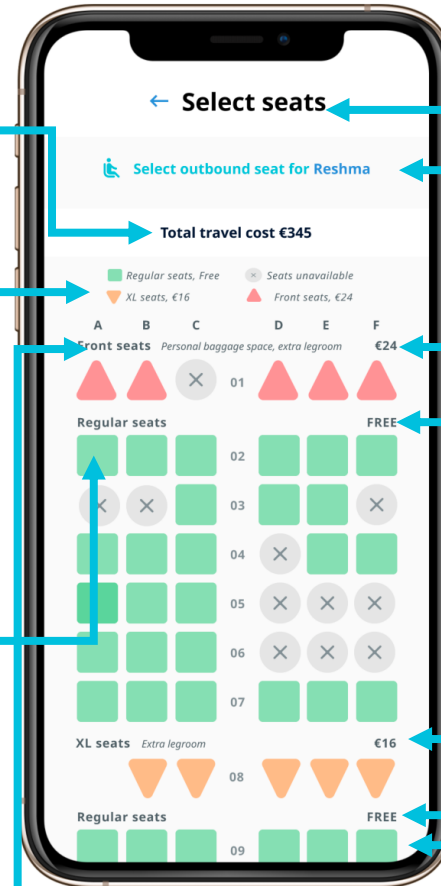 ← Select seats
Select outbound seat for Reshma
Total travel cost €345
Regular seats, Free Seats unavailable
XL seats, €16 Front seats, €24
A B C D E F
Front seats Personal baggage space, extra legroom €24
01
Regular seats FREE
02
03
04
05
06
07
XL seats Extra legroom €16
08
Regular seats FREE
09